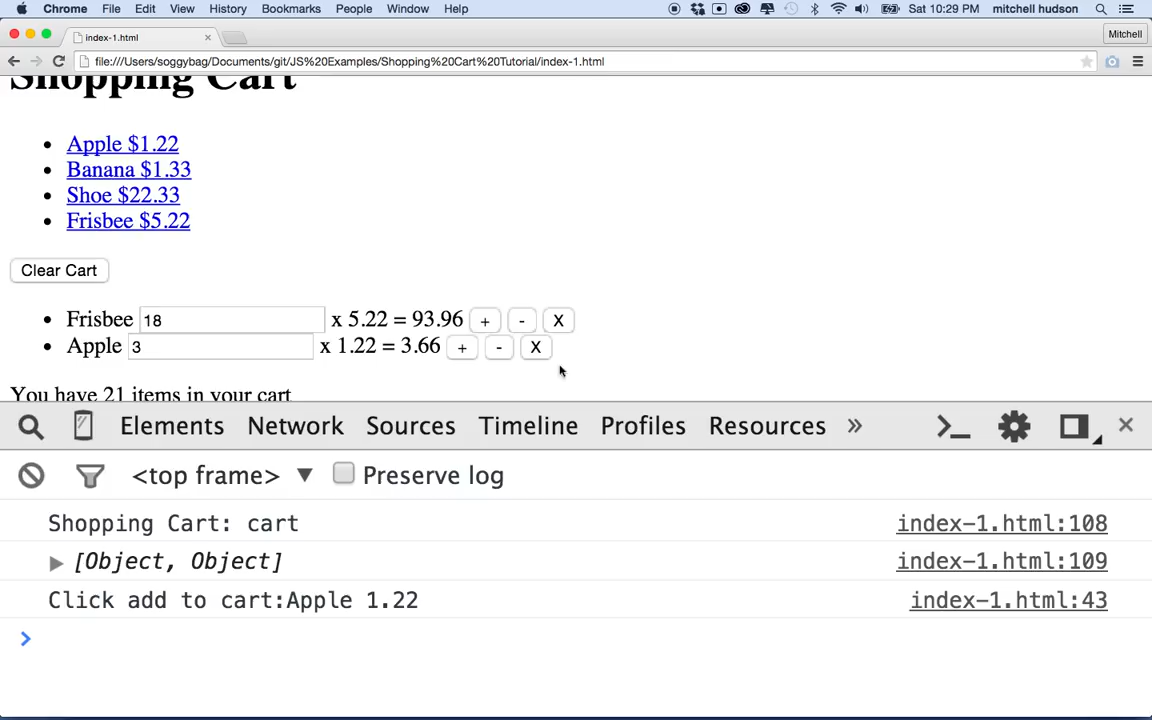 Chrome File Edit View History Bookmarks People Window Help Sat 10:29 PM mitchell hudson
index-1.html Mitchell
file:///Users/soggybag/Documents/git/JS%20Examples/Shopping%20Cart%20Tutorial/index-1.html
Shopping Cart
Apple $1.22
Banana $1.33
Shoe $22.33
Frisbee $5.22
Clear Cart
Frisbee 18 x 5.22 = 93.96 + - X
Apple 3 x 1.22 = 3.66 + - X
You have 21 items in your cart
Elements Network Sources Timeline Profiles Resources »
<top frame> ▼ Preserve log
Shopping Cart: cart index-1.html:108
[Object, Object] index-1.html:109
Click add to cart:Apple 1.22 index-1.html:43